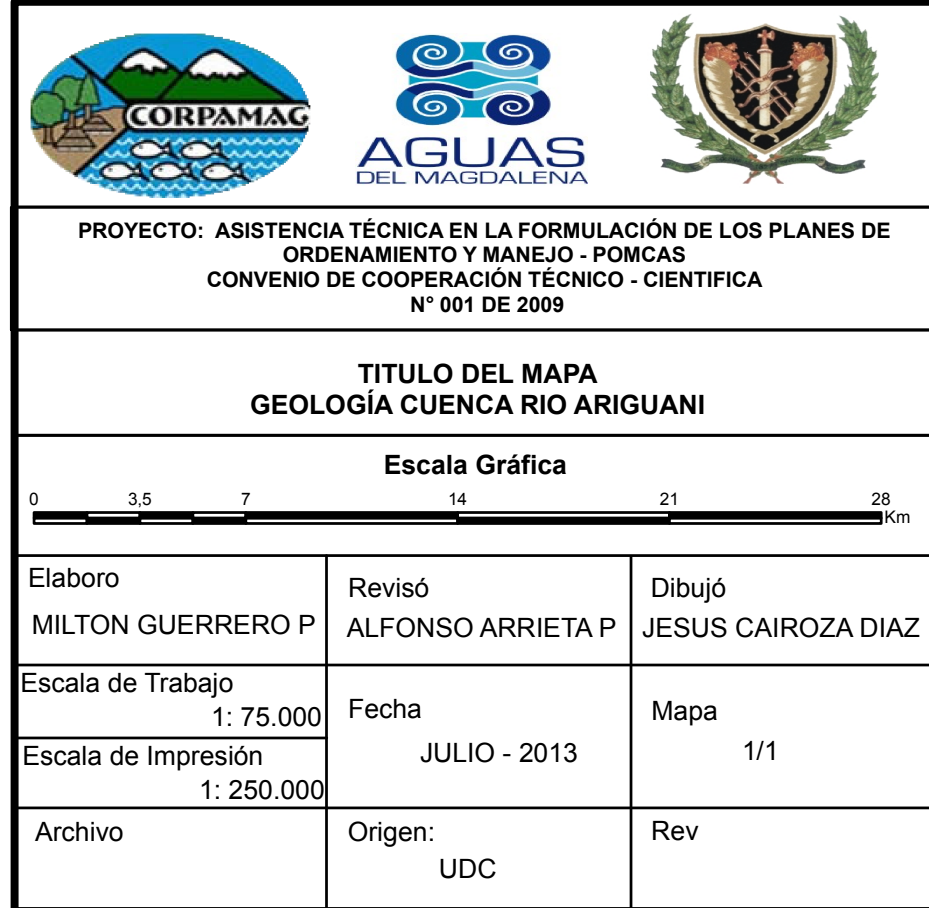 CORPAMAG
AGUAS
DEL MAGDALENA
PROYECTO: ASISTENCIA TÉCNICA EN LA FORMULACIÓN DE LOS PLANES DE
ORDENAMIENTO Y MANEJO - POMCAS
CONVENIO DE COOPERACIÓN TÉCNICO - CIENTIFICA
N° 001 DE 2009
TITULO DEL MAPA
GEOLOGÍA CUENCA RIO ARIGUANI
Escala Gráfica
0 3,5 7 14 21 28
Km
Elaboro
MILTON GUERRERO P
Revisó
ALFONSO ARRIETA P
Dibujó
JESUS CAIROZA DIAZ
Escala de Trabajo
1: 75.000
Escala de Impresión
1: 250.000
Fecha
JULIO - 2013
Mapa
1/1
Archivo
Origen:
UDC
Rev